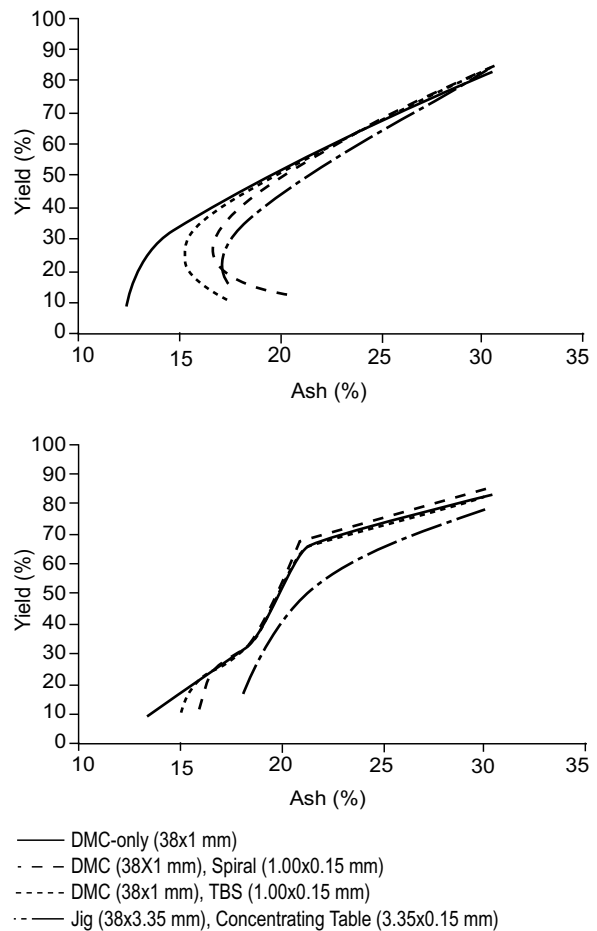 100
90
80
70
60
50
40
30
20
10
0
Yield (%)
10 15 20 25 30 35
Ash (%)
100
90
80
70
60
50
40
30
20
10
0
Yield (%)
10 15 20 25 30 35
Ash (%)
DMC-only (38x1 mm)
DMC (38X1 mm), Spiral (1.00x0.15 mm)
DMC (38x1 mm), TBS (1.00x0.15 mm)
Jig (38x3.35 mm), Concentrating Table (3.35x0.15 mm)